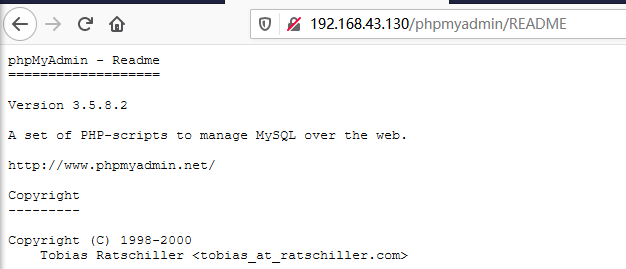 192.168.43.130/phpmyadmin/README
phpMyAdmin - Readme
===================
Version 3.5.8.2
A set of PHP-scripts to manage MySQL over the web.
http://www.phpmyadmin.net/
Copyright
---------
Copyright (C) 1998-2000
Tobias Ratschiller <tobias_at_ratschiller.com>